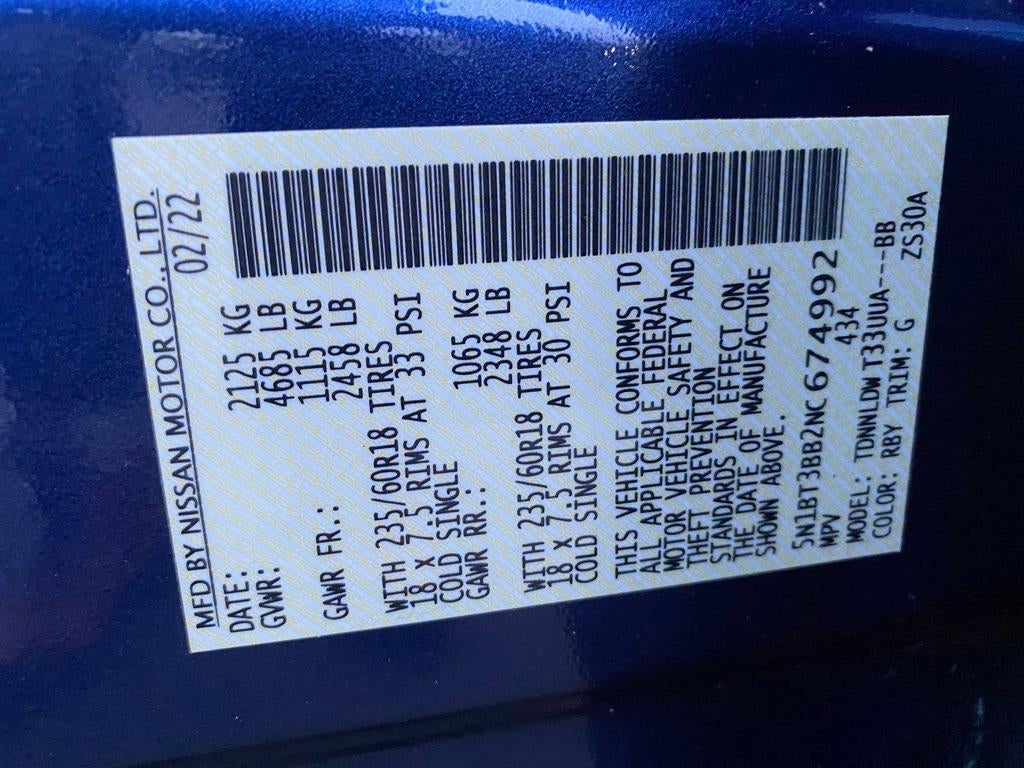 MFD BY NISSAN MOTOR CO., LTD.
DATE: 02/22
GVWR: 2125 KG
4685 LB
GAWR FR.: 1115 KG
2458 LB
WITH 235/60R18 TIRES
18 X 7.5 RIMS AT 33 PSI
COLD SINGLE
GAWR RR.: 1065 KG
2348 LB
WITH 235/60R18 TIRES
18 X 7.5 RIMS AT 30 PSI
COLD SINGLE
THIS VEHICLE CONFORMS TO
ALL APPLICABLE FEDERAL
MOTOR VEHICLE SAFETY AND
THEFT PREVENTION
STANDARDS IN EFFECT ON
THE DATE OF MANUFACTURE
SHOWN ABOVE.
5N1BT3BB2NC674992
MPV 434
MODEL: TDNNLDWT33UUA---BB
COLOR: RBY TRIM: G ZS30A